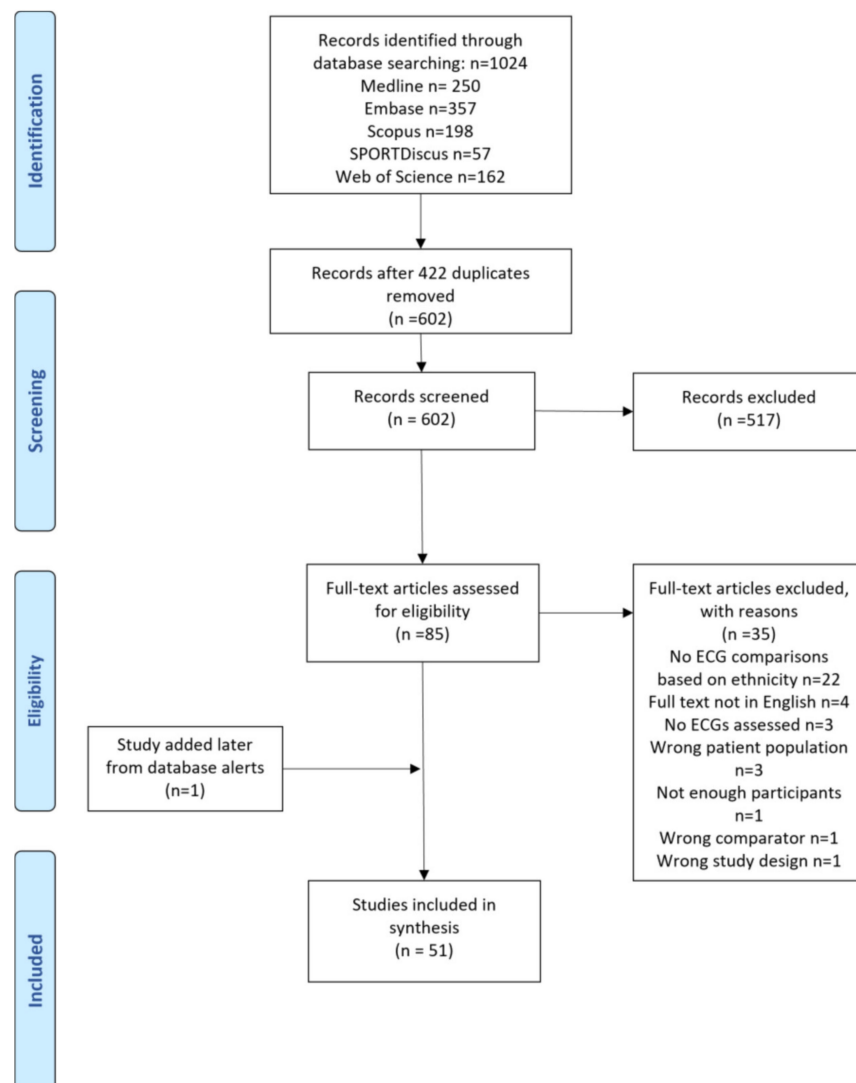 Identification
Records identified through
database searching: n=1024
Medline n= 250
Embase n=357
Scopus n=198
SPORTDiscus n=57
Web of Science n=162
Records after 422 duplicates
removed
(n =602)
Screening
Records screened
(n = 602)
Records excluded
(n =517)
Eligibility
Full-text articles assessed
for eligibility
(n =85)
Full-text articles excluded,
with reasons
(n =35)
No ECG comparisons
based on ethnicity n=22
Full text not in English n=4
No ECGs assessed n=3
Wrong patient population
n=3
Not enough participants
n=1
Wrong comparator n=1
Wrong study design n=1
Study added later
from database alerts
(n=1)
Included
Studies included in
synthesis
(n = 51)